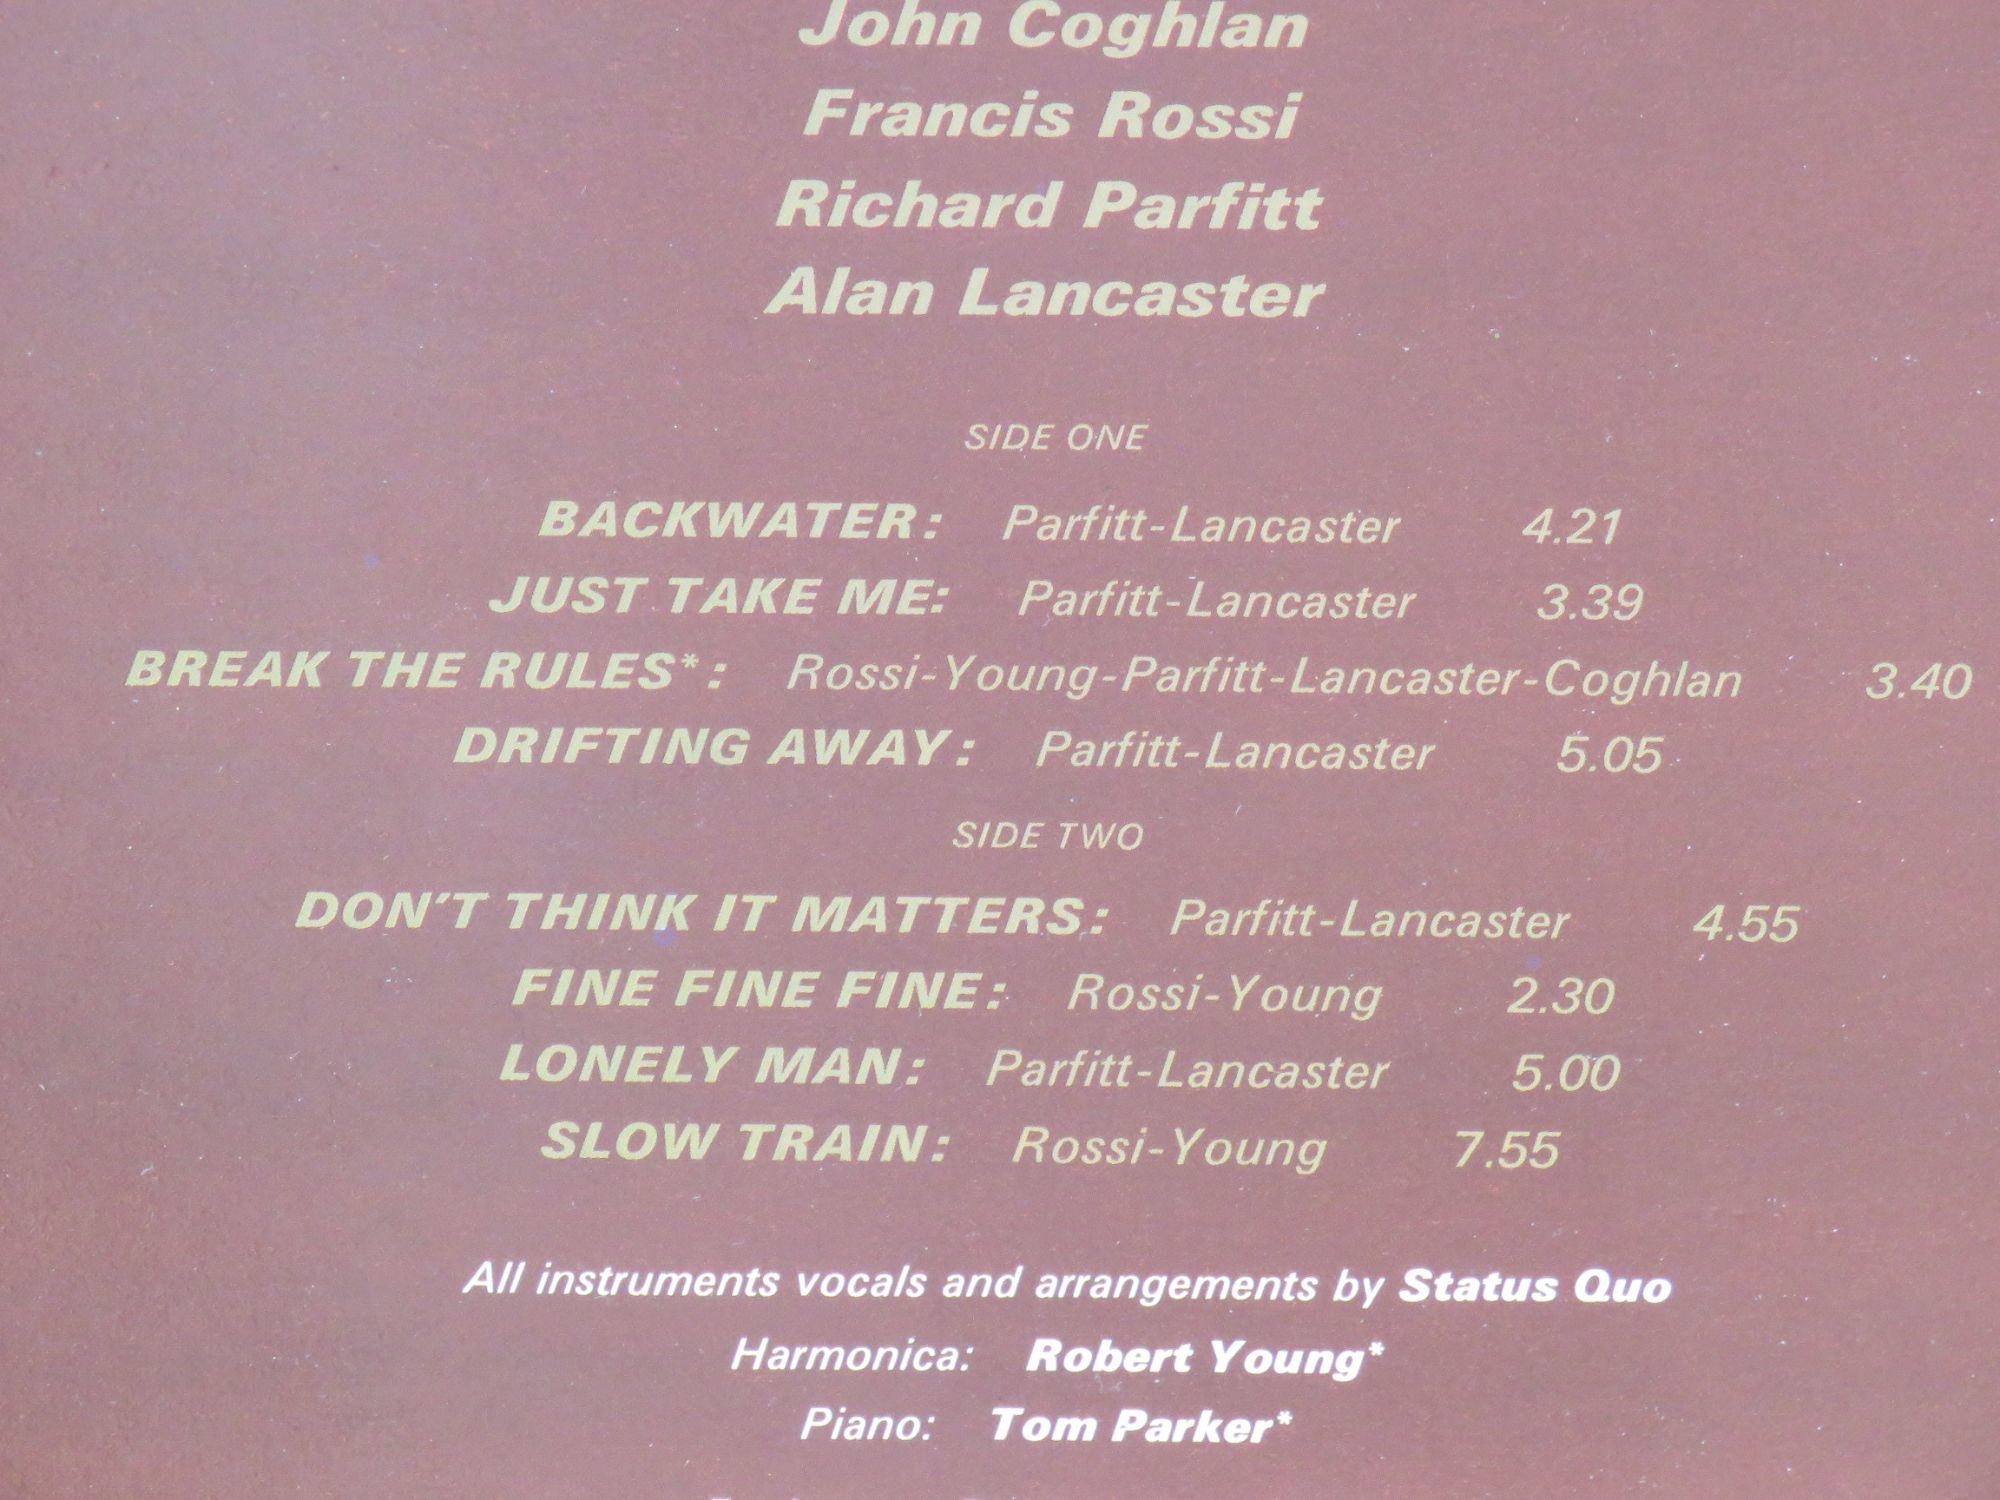 John Coghlan
Francis Rossi
Richard Parfitt
Alan Lancaster
SIDE ONE
BACKWATER: Parfitt-Lancaster 4.21
JUST TAKE ME: Parfitt-Lancaster 3.39
BREAK THE RULES*: Rossi-Young-Parfitt-Lancaster-Coghlan 3.40
DRIFTING AWAY: Parfitt-Lancaster 5.05
SIDE TWO
DON'T THINK IT MATTERS: Parfitt-Lancaster 4.55
FINE FINE FINE: Rossi-Young 2.30
LONELY MAN: Parfitt-Lancaster 5.00
SLOW TRAIN: Rossi-Young 7.55
All instruments vocals and arrangements by Status Quo
Harmonica: Robert Young*
Piano: Tom Parker*